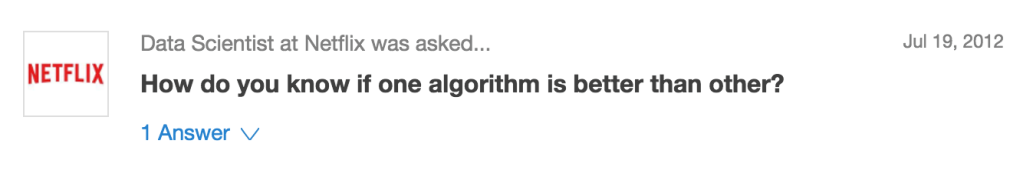 Data Scientist at Netflix was asked...
Jul 19, 2012
NETFLIX
How do you know if one algorithm is better than other?
1 Answer